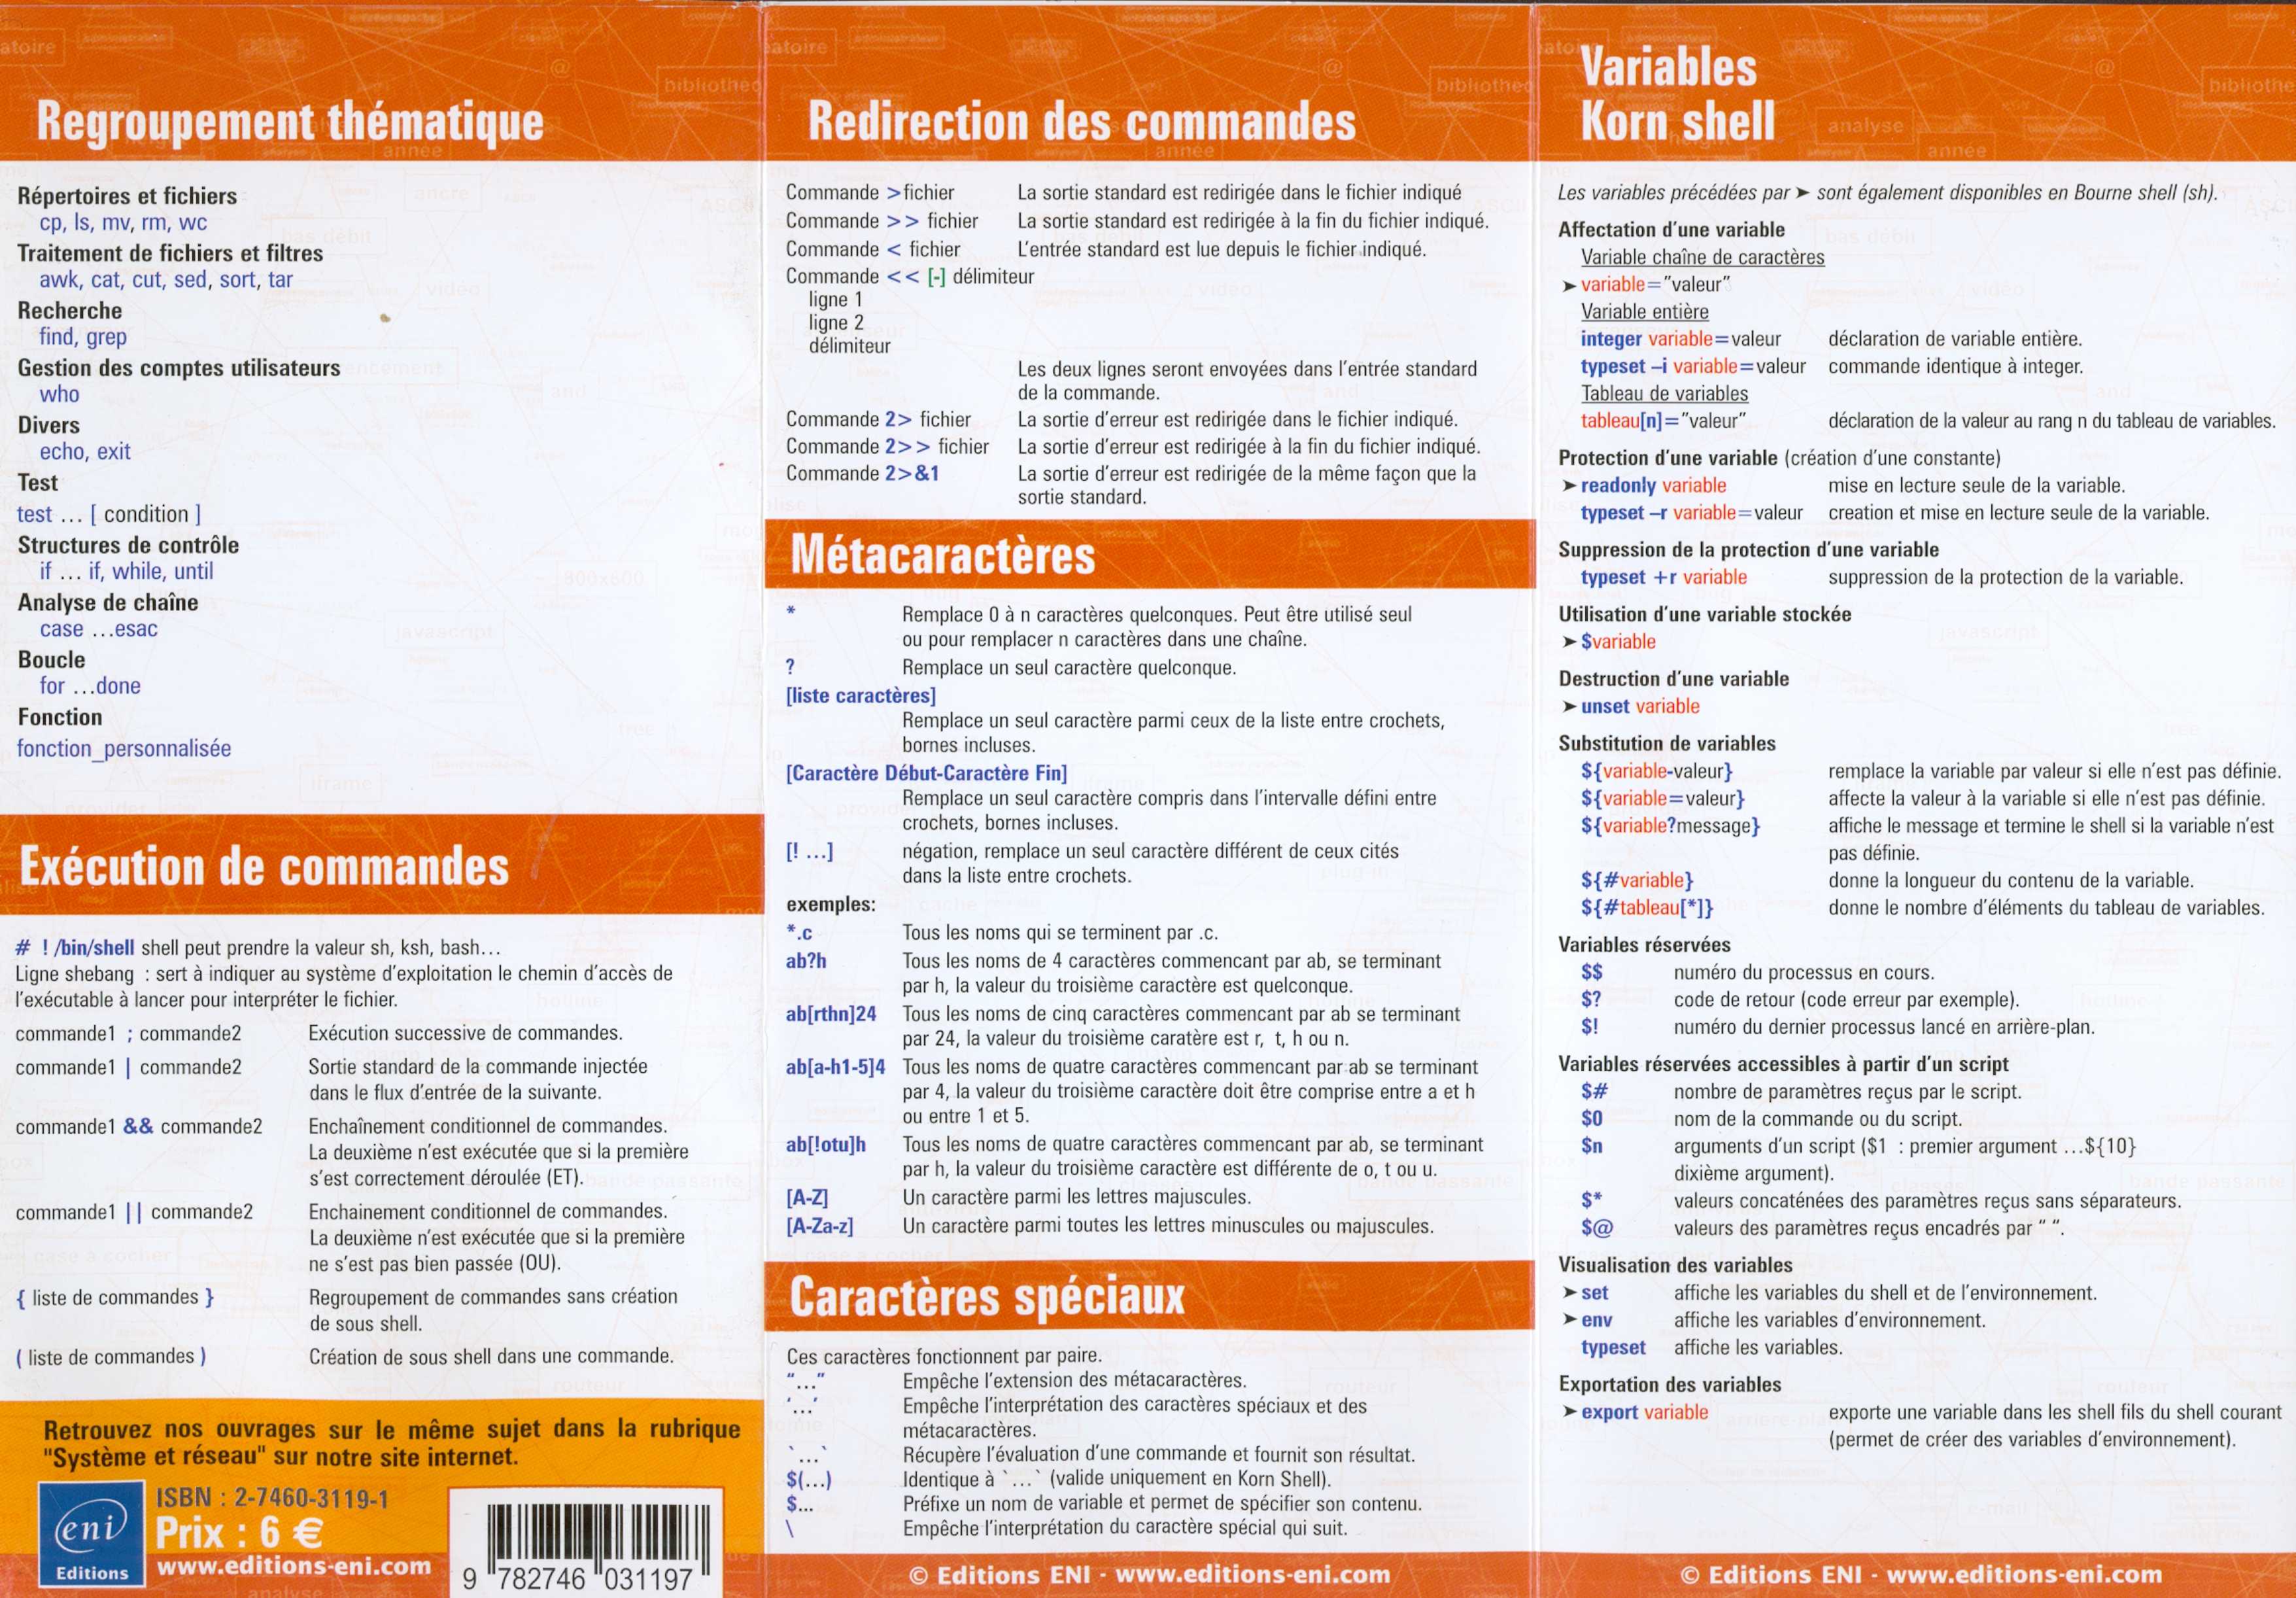 Regroupement thématique
Répertoires et fichiers
cp, ls, mv, rm, wc
Traitement de fichiers et filtres
awk, cat, cut, sed, sort, tar
Recherche
find, grep
Gestion des comptes utilisateurs
who
Divers
echo, exit
Test
test ... [ condition ]
Structures de contrôle
if ... if, while, until
Analyse de chaîne
case ...esac
Boucle
for ...done
Fonction
fonction_personnalisée
Exécution de commandes
# ! /bin/shell shell peut prendre la valeur sh, ksh, bash...
Ligne shebang : sert à indiquer au système d'exploitation le chemin d'accès de
l'exécutable à lancer pour interpréter le fichier.
commande1 ; commande2 Exécution successive de commandes.
commande1 | commande2 Sortie standard de la commande injectée
dans le flux d'entrée de la suivante.
commande1 && commande2 Enchaînement conditionnel de commandes.
La deuxième n'est exécutée que si la première
s'est correctement déroulée (ET).
commande1 || commande2 Enchainement conditionnel de commandes.
La deuxième n'est exécutée que si la première
ne s'est pas bien passée (OU).
{ liste de commandes } Regroupement de commandes sans création
de sous shell.
( liste de commandes ) Création de sous shell dans une commande.
Retrouvez nos ouvrages sur le même sujet dans la rubrique
"Système et réseau" sur notre site internet.
eni
Editions
ISBN : 2-7460-3119-1
Prix : 6 €
www.editions-eni.com
9 782746 031197
Redirection des commandes
Commande >fichier La sortie standard est redirigée dans le fichier indiqué
Commande >> fichier La sortie standard est redirigée à la fin du fichier indiqué.
Commande < fichier L'entrée standard est lue depuis le fichier indiqué.
Commande << [-] délimiteur
ligne 1
ligne 2
délimiteur
Les deux lignes seront envoyées dans l'entrée standard
de la commande.
Commande 2> fichier La sortie d'erreur est redirigée dans le fichier indiqué.
Commande 2>> fichier La sortie d'erreur est redirigée à la fin du fichier indiqué.
Commande 2>&1 La sortie d'erreur est redirigée de la même façon que la
sortie standard.
Métacaractères
* Remplace 0 à n caractères quelconques. Peut être utilisé seul
ou pour remplacer n caractères dans une chaîne.
? Remplace un seul caractère quelconque.
[liste caractères]
Remplace un seul caractère parmi ceux de la liste entre crochets,
bornes incluses.
[Caractère Début-Caractère Fin]
Remplace un seul caractère compris dans l'intervalle défini entre
crochets, bornes incluses.
[! ...] négation, remplace un seul caractère différent de ceux cités
dans la liste entre crochets.
exemples:
*.c Tous les noms qui se terminent par .c.
ab?h Tous les noms de 4 caractères commencant par ab, se terminant
par h, la valeur du troisième caractère est quelconque.
ab[rthn]24 Tous les noms de cinq caractères commencant par ab se terminant
par 24, la valeur du troisième caratère est r, t, h ou n.
ab[a-h1-5]4 Tous les noms de quatre caractères commencant par ab se terminant
par 4, la valeur du troisième caractère doit être comprise entre a et h
ou entre 1 et 5.
ab[!otu]h Tous les noms de quatre caractères commencant par ab, se terminant
par h, la valeur du troisième caractère est différente de o, t ou u.
[A-Z] Un caractère parmi les lettres majuscules.
[A-Za-z] Un caractère parmi toutes les lettres minuscules ou majuscules.
Caractères spéciaux
Ces caractères fonctionnent par paire.
"..." Empêche l'extension des métacaractères.
'...' Empêche l'interprétation des caractères spéciaux et des
métacaractères.
`...` Récupère l'évaluation d'une commande et fournit son résultat.
$(...) Identique à `...` (valide uniquement en Korn Shell).
$... Préfixe un nom de variable et permet de spécifier son contenu.
\ Empêche l'interprétation du caractère spécial qui suit.
© Editions ENI - www.editions-eni.com
Variables
Korn shell
Les variables précédées par ➤ sont également disponibles en Bourne shell (sh).
Affectation d'une variable
Variable chaîne de caractères
➤ variable="valeur"
Variable entière
integer variable=valeur déclaration de variable entière.
typeset –i variable=valeur commande identique à integer.
Tableau de variables
tableau[n]="valeur" déclaration de la valeur au rang n du tableau de variables.
Protection d'une variable (création d'une constante)
➤ readonly variable mise en lecture seule de la variable.
typeset –r variable=valeur creation et mise en lecture seule de la variable.
Suppression de la protection d'une variable
typeset +r variable suppression de la protection de la variable.
Utilisation d'une variable stockée
➤ $variable
Destruction d'une variable
➤ unset variable
Substitution de variables
${variable-valeur} remplace la variable par valeur si elle n'est pas définie.
${variable=valeur} affecte la valeur à la variable si elle n'est pas définie.
${variable?message} affiche le message et termine le shell si la variable n'est
pas définie.
${#variable} donne la longueur du contenu de la variable.
${#tableau[*]} donne le nombre d'éléments du tableau de variables.
Variables réservées
$$ numéro du processus en cours.
$? code de retour (code erreur par exemple).
$! numéro du dernier processus lancé en arrière-plan.
Variables réservées accessibles à partir d'un script
$# nombre de paramètres reçus par le script.
$0 nom de la commande ou du script.
$n arguments d'un script ($1 : premier argument ...${10}
dixième argument).
$* valeurs concaténées des paramètres reçus sans séparateurs.
$@ valeurs des paramètres reçus encadrés par " ".
Visualisation des variables
➤ set affiche les variables du shell et de l'environnement.
➤ env affiche les variables d'environnement.
typeset affiche les variables.
Exportation des variables
➤ export variable exporte une variable dans les shell fils du shell courant
(permet de créer des variables d'environnement).
© Editions ENI - www.editions-eni.com